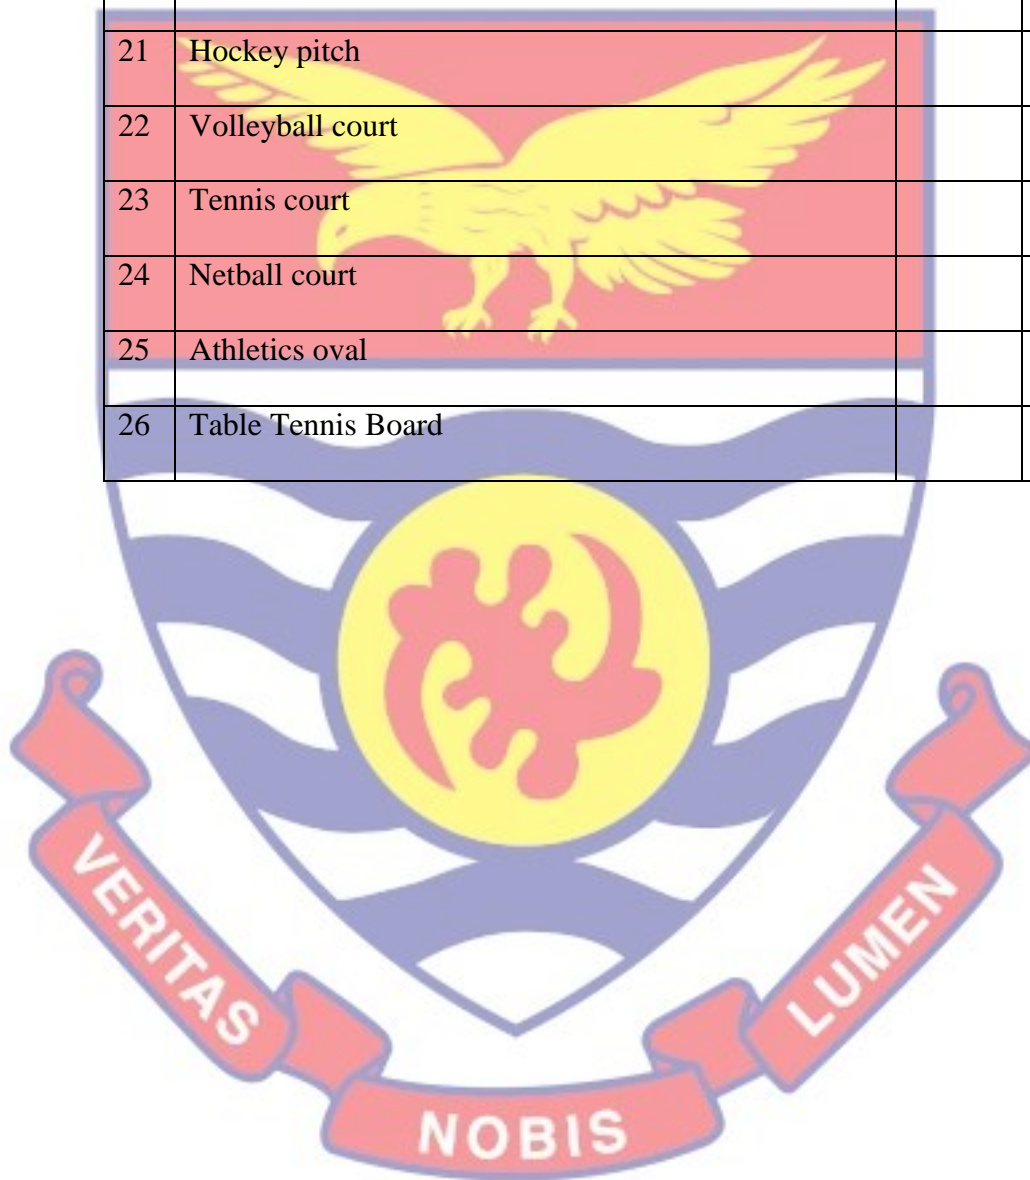 21 Hockey pitch
22 Volleyball court
23 Tennis court
24 Netball court
25 Athletics oval
26 Table Tennis Board
VERITAS
NOBIS
LUMEN